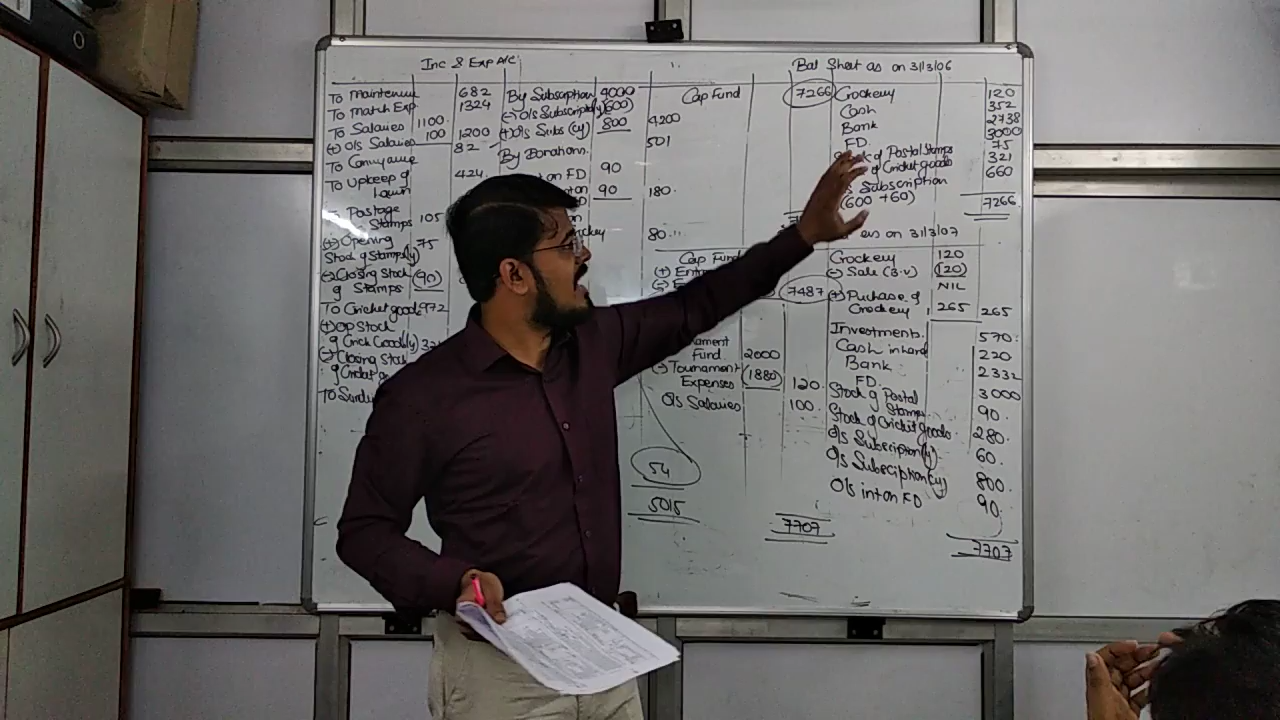 Inc & Exp A/c
To Maintenance 682
To Match Exp 1324
To Salaries 1100
(+) O/s Salaries 100 1200
To Conveyance 82
To Upkeep of 424
Lawn
To Postage
Stamps 105
(+) Opening 75
Stock of Stamps(ly)
(-) Closing Stock (90)
of Stamps
To Cricket goods 972
(+) Op Stock
of Crick Goods(ly) 321
(-) Closing Stock
By Subscription 4000
(-) O/s Subscription(ly) (600)
(+) O/s Subs (cy) 800 4200
By Donation 501
on FD 90
90 180
80
54
5015
Bal Sheet as on 31/3/06
Cap Fund 7266
Crockery 120
Cash 352
Bank 2738
FD 3000
of Postal Stamps 75
of Cricket goods 321
Subscription 660
(600 + 60)
7266
as on 31/3/07
Cap Fund
7487
Fund 2000
(-) Tournament
Expenses (1880) 120
O/s Salaries 100
7707
Crockery 120
(-) Sale (B.V) (120)
NIL
(+) Puchase of
Crockery 265 265
Investments 570
Cash in hand 220
Bank 2332
FD 3000
Stock of Postal
Stamps 90
Stock of Cricket goods 280
O/s Subscription(ly) 60
O/s Subsciption(cy) 800
O/s int on FD 90
7707